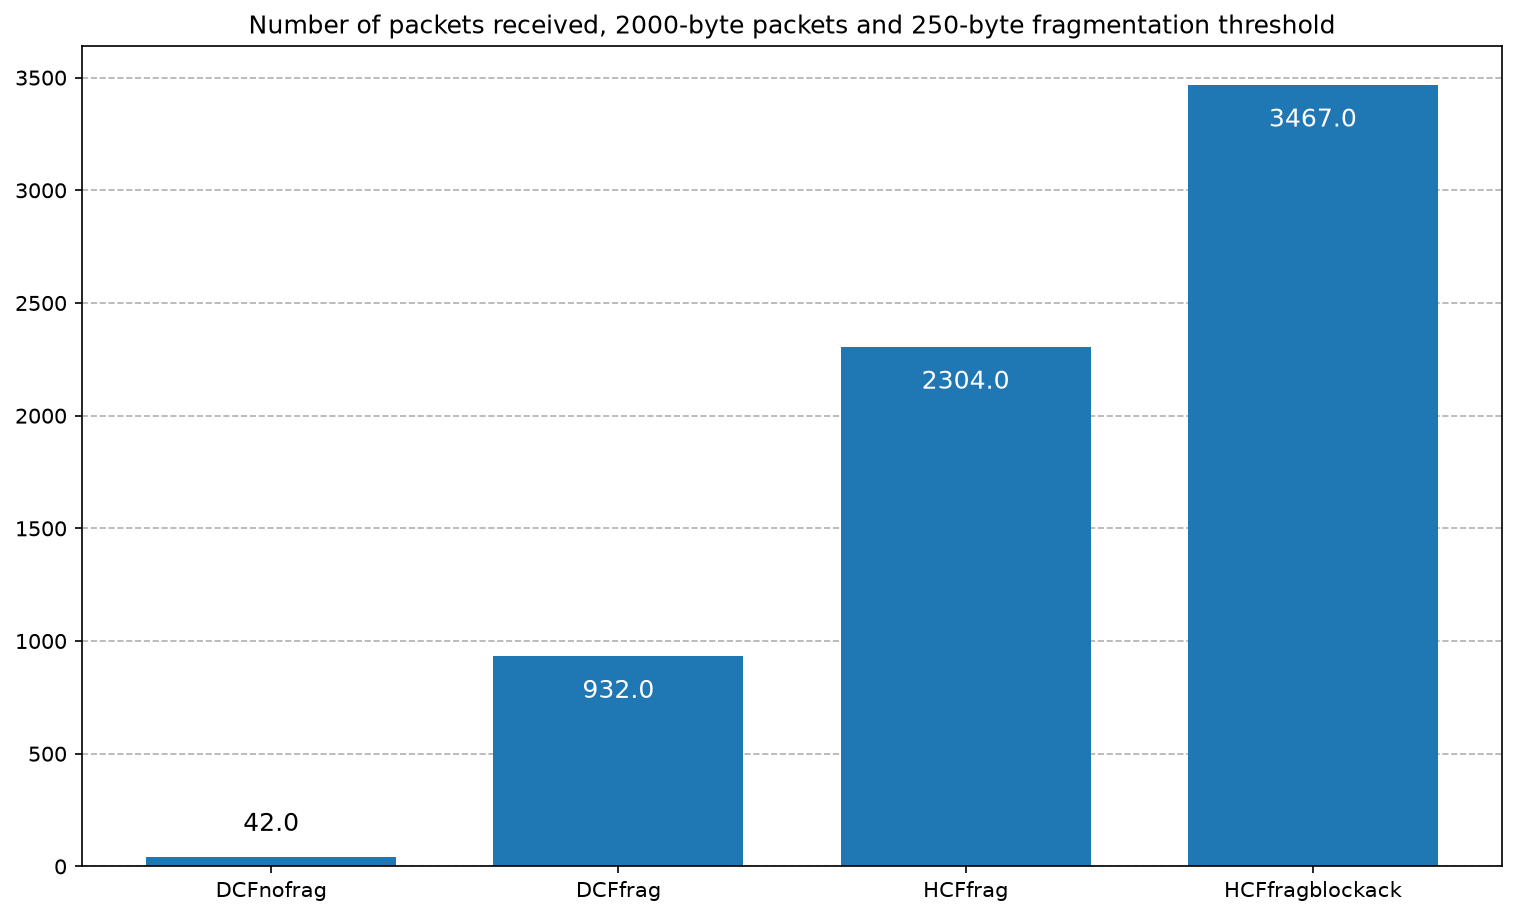 Number of packets received, 2000-byte packets and 250-byte fragmentation threshold
3500
3000
2500
2000
1500
1000
500
0
42.0
932.0
2304.0
3467.0
DCFnofrag
DCFfrag
HCFfrag
HCFfragblockack